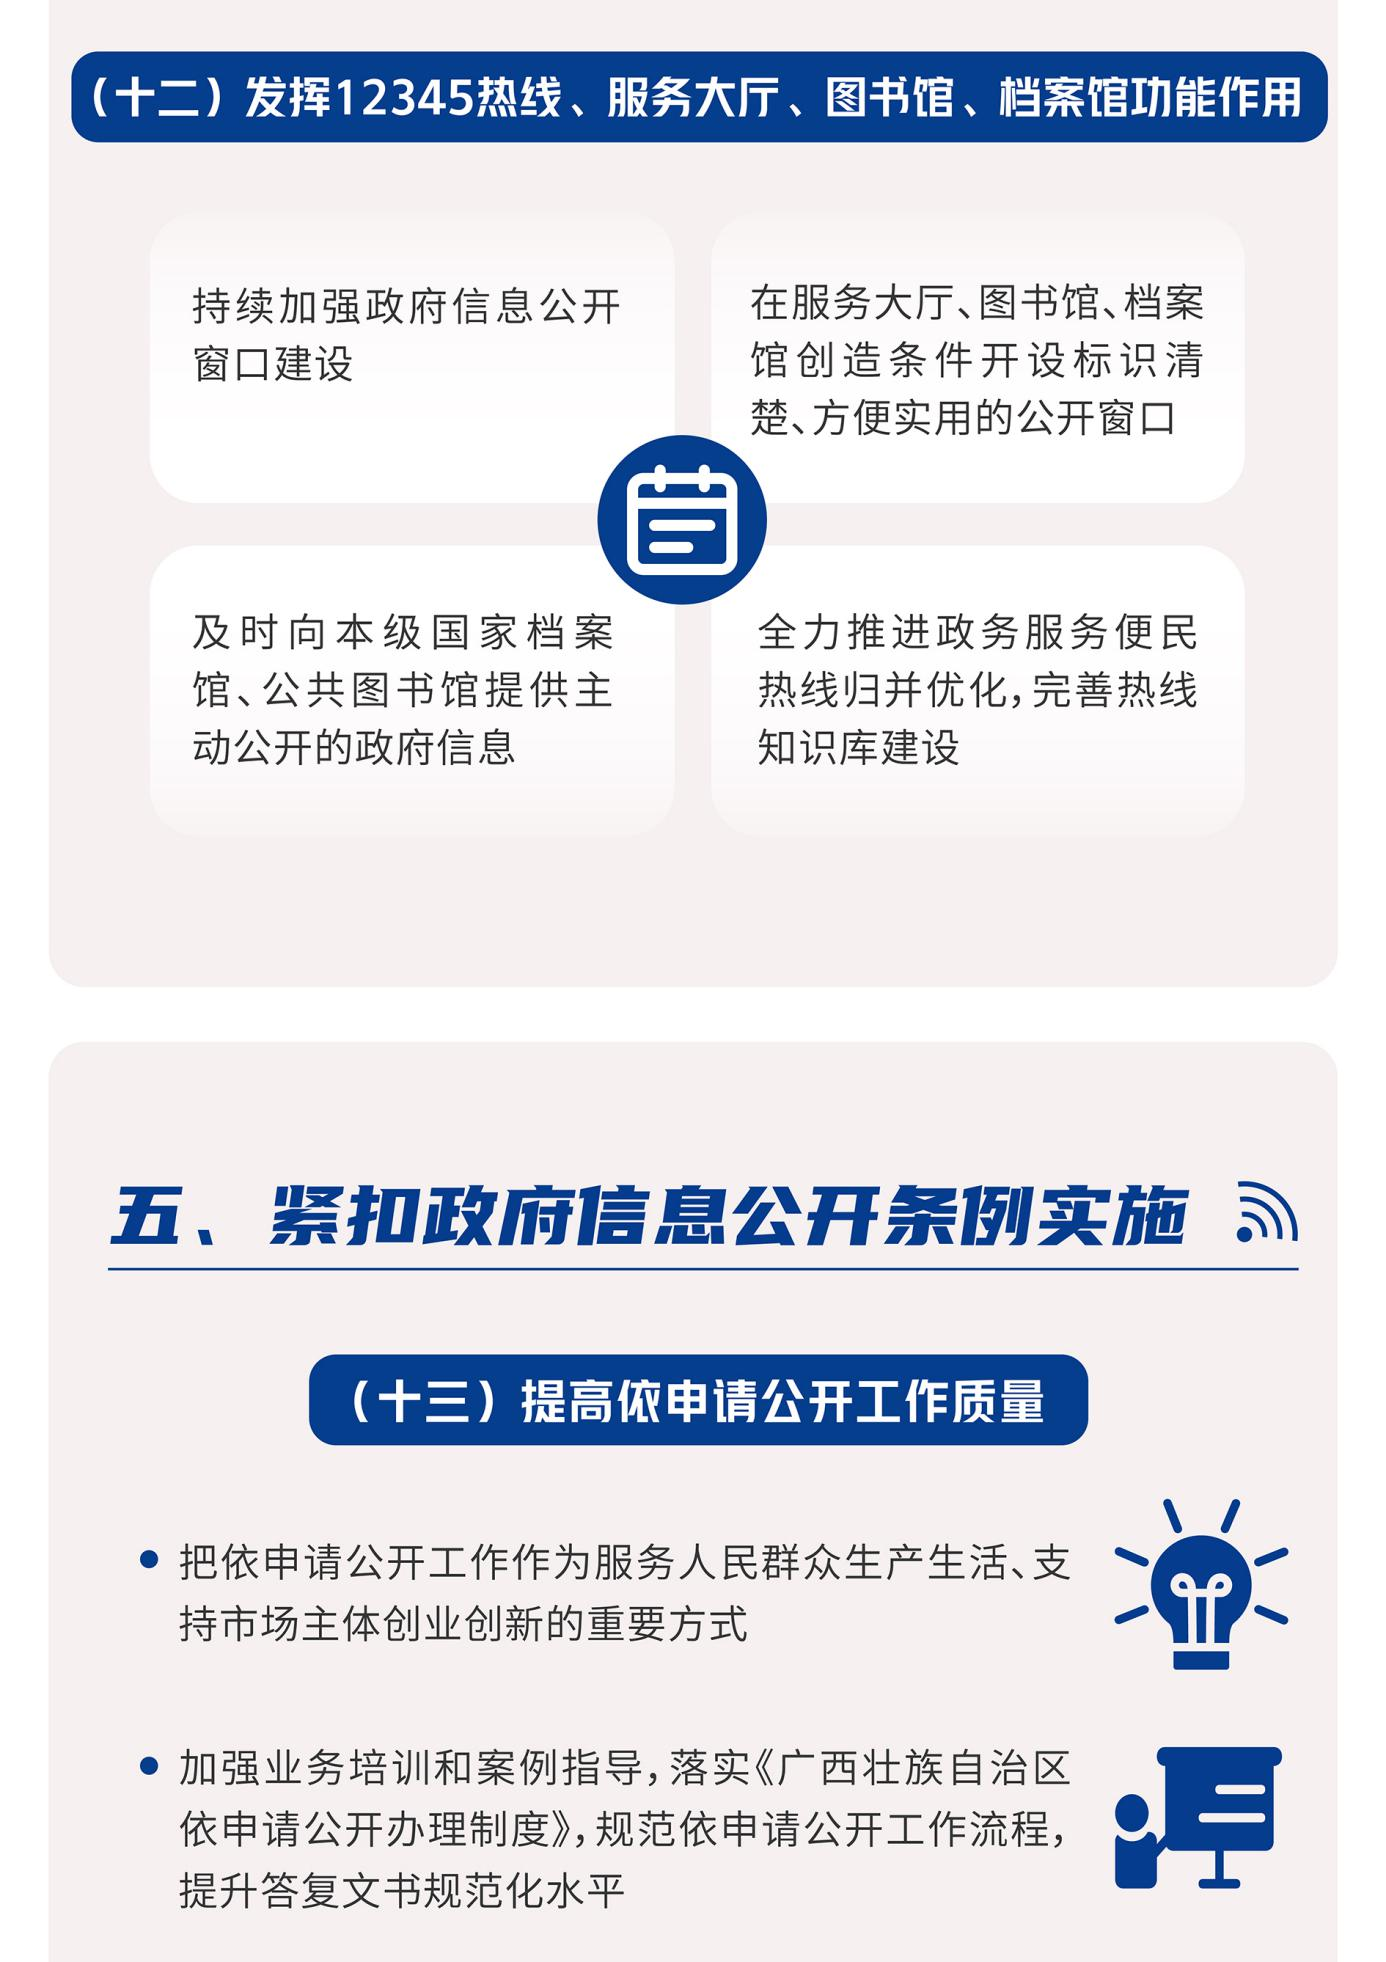 （十二）发挥12345热线、服务大厅、图书馆、档案馆功能作用
持续加强政府信息公开
窗口建设
在服务大厅、图书馆、档案
馆创造条件开设标识清
楚、方便实用的公开窗口
及时向本级国家档案
馆、公共图书馆提供主
动公开的政府信息
全力推进政务服务便民
热线归并优化，完善热线
知识库建设
五、紧扣政府信息公开条例实施
（十三）提高依申请公开工作质量
把依申请公开工作作为服务人民群众生产生活、支
持市场主体创业创新的重要方式
加强业务培训和案例指导，落实《广西壮族自治区
依申请公开办理制度》，规范依申请公开工作流程，
提升答复文书规范化水平